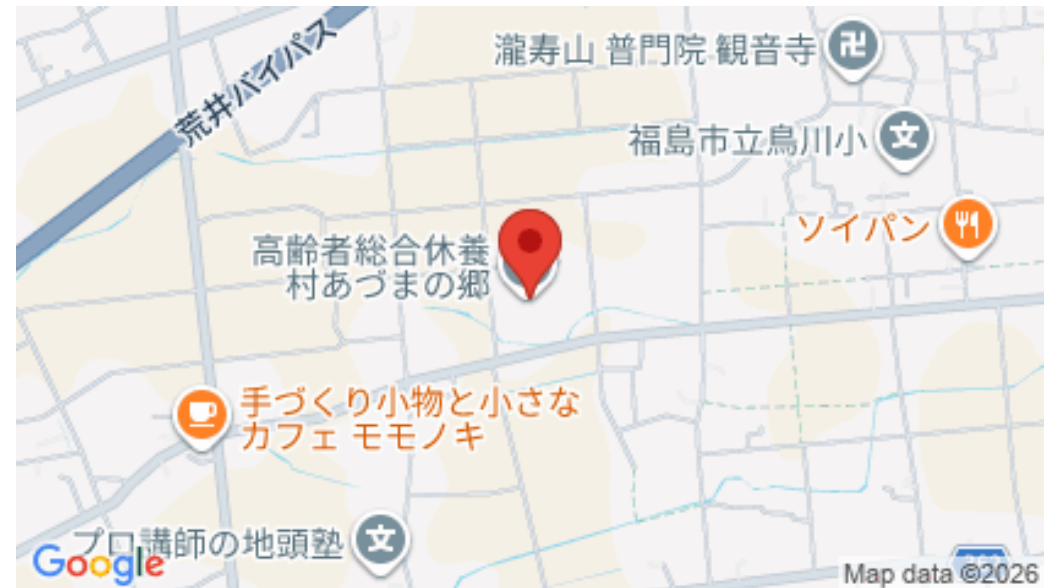 瀧寿山 普門院 観音寺
荒井バイパス
福島市立鳥川小
ソイパン
高齢者総合休養
村あづまの郷
手づくり小物と小さな
カフェ モモノキ
プロ講師の地頭塾
Google
Map data ©2026